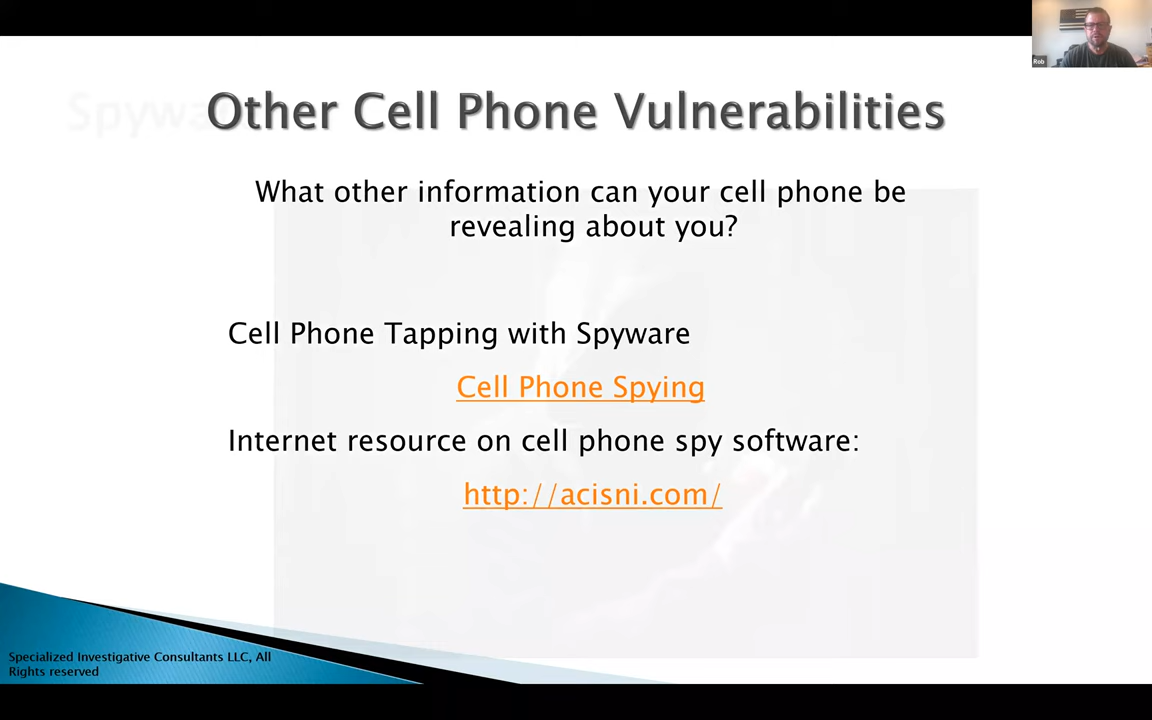 Rob
Spyware
Other Cell Phone Vulnerabilities
What other information can your cell phone be
revealing about you?
Cell Phone Tapping with Spyware
Cell Phone Spying
Internet resource on cell phone spy software:
http://acisni.com/
Specialized Investigative Consultants LLC, All
Rights reserved